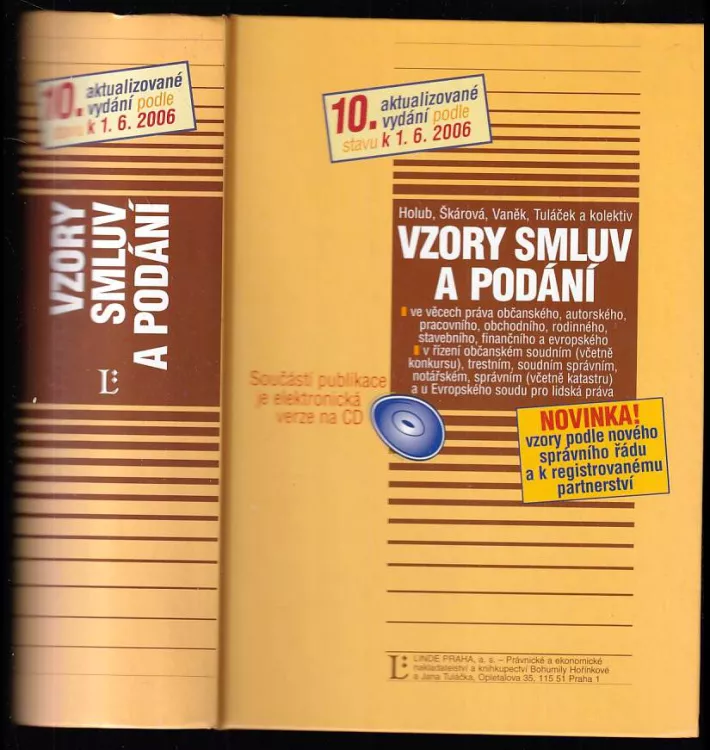 10. aktualizované
vydání podle
stavu k 1. 6. 2006
VZORY
SMLUV
A PODÁNÍ
L:
10. aktualizované
vydání podle
stavu k 1. 6. 2006
Holub, Škárová, Vaněk, Tuláček a kolektiv
VZORY SMLUV
A PODÁNÍ
ve věcech práva občanského, autorského,
pracovního, obchodního, rodinného,
stavebního, finančního a evropského
v řízení občanském soudním (včetně
konkursu), trestním, soudním správním,
notářském, správním (včetně katastru)
a u Evropského soudu pro lidská práva
Součástí publikace
je elektronická
verze na CD
NOVINKA!
vzory podle nového
správního řádu
a k registrovanému
partnerství
L:
LINDE PRAHA, a. s. – Právnické a ekonomické
nakladatelství a knihkupectví Bohumily Hořínkové
a Jana Tuláčka, Opletalova 35, 115 51 Praha 1